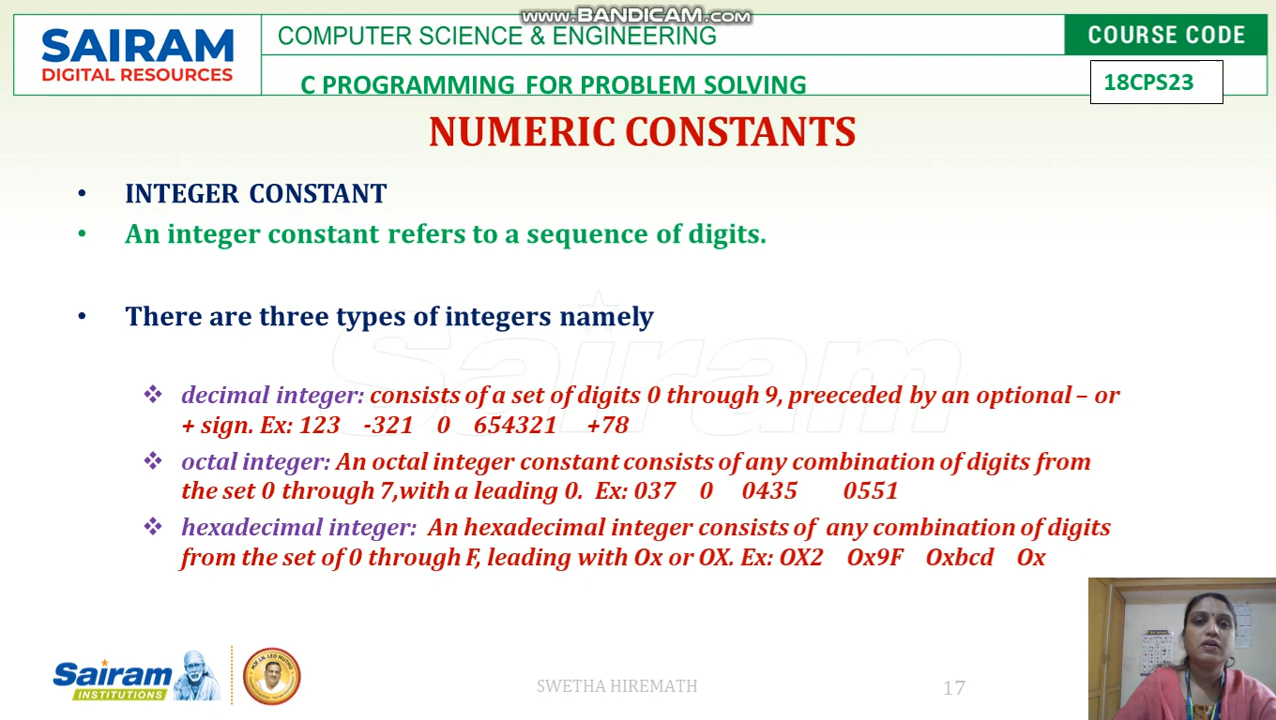 www.BANDICAM.com
SAIRAM
DIGITAL RESOURCES
COMPUTER SCIENCE & ENGINEERING
COURSE CODE
C PROGRAMMING FOR PROBLEM SOLVING
18CPS23
NUMERIC CONSTANTS
• INTEGER CONSTANT
• An integer constant refers to a sequence of digits.
• There are three types of integers namely
Sairam
❖ decimal integer: consists of a set of digits 0 through 9, preeceded by an optional – or
+ sign. Ex: 123 -321 0 654321 +78
❖ octal integer: An octal integer constant consists of any combination of digits from
the set 0 through 7,with a leading 0. Ex: 037 0 0435 0551
❖ hexadecimal integer: An hexadecimal integer consists of any combination of digits
from the set of 0 through F, leading with Ox or OX. Ex: OX2 Ox9F Oxbcd Ox
Sairam
INSTITUTIONS
SWETHA HIREMATH
17